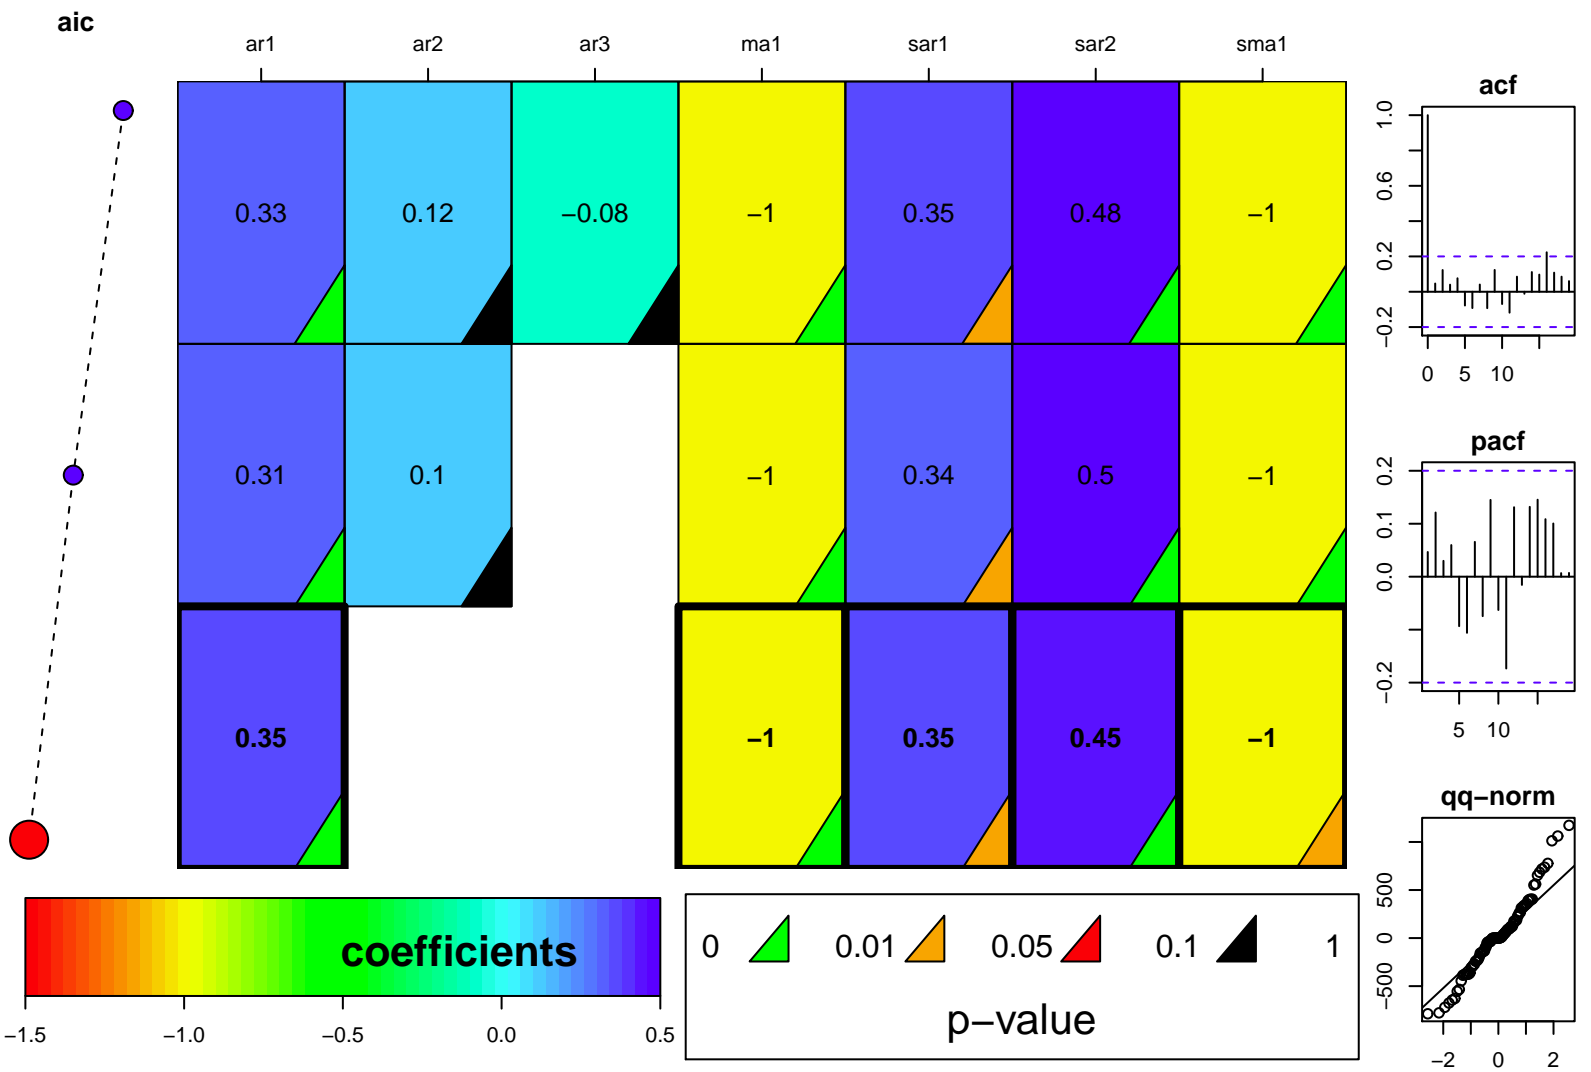 aic
ar1 ar2 ar3 ma1 sar1 sar2 sma1
0.33 0.12 −0.08 −1 0.35 0.48 −1
0.31 0.1 −1 0.34 0.5 −1
0.35 −1 0.35 0.45 −1
coefficients
−1.5 −1.0 −0.5 0.0 0.5
0 0.01 0.05 0.1 1
p−value
acf
1.0
0.6
0.2
−0.2
0 5 10
pacf
0.2
0.1
0.0
−0.2
5 10
qq−norm
500
0
−500
−2 0 2